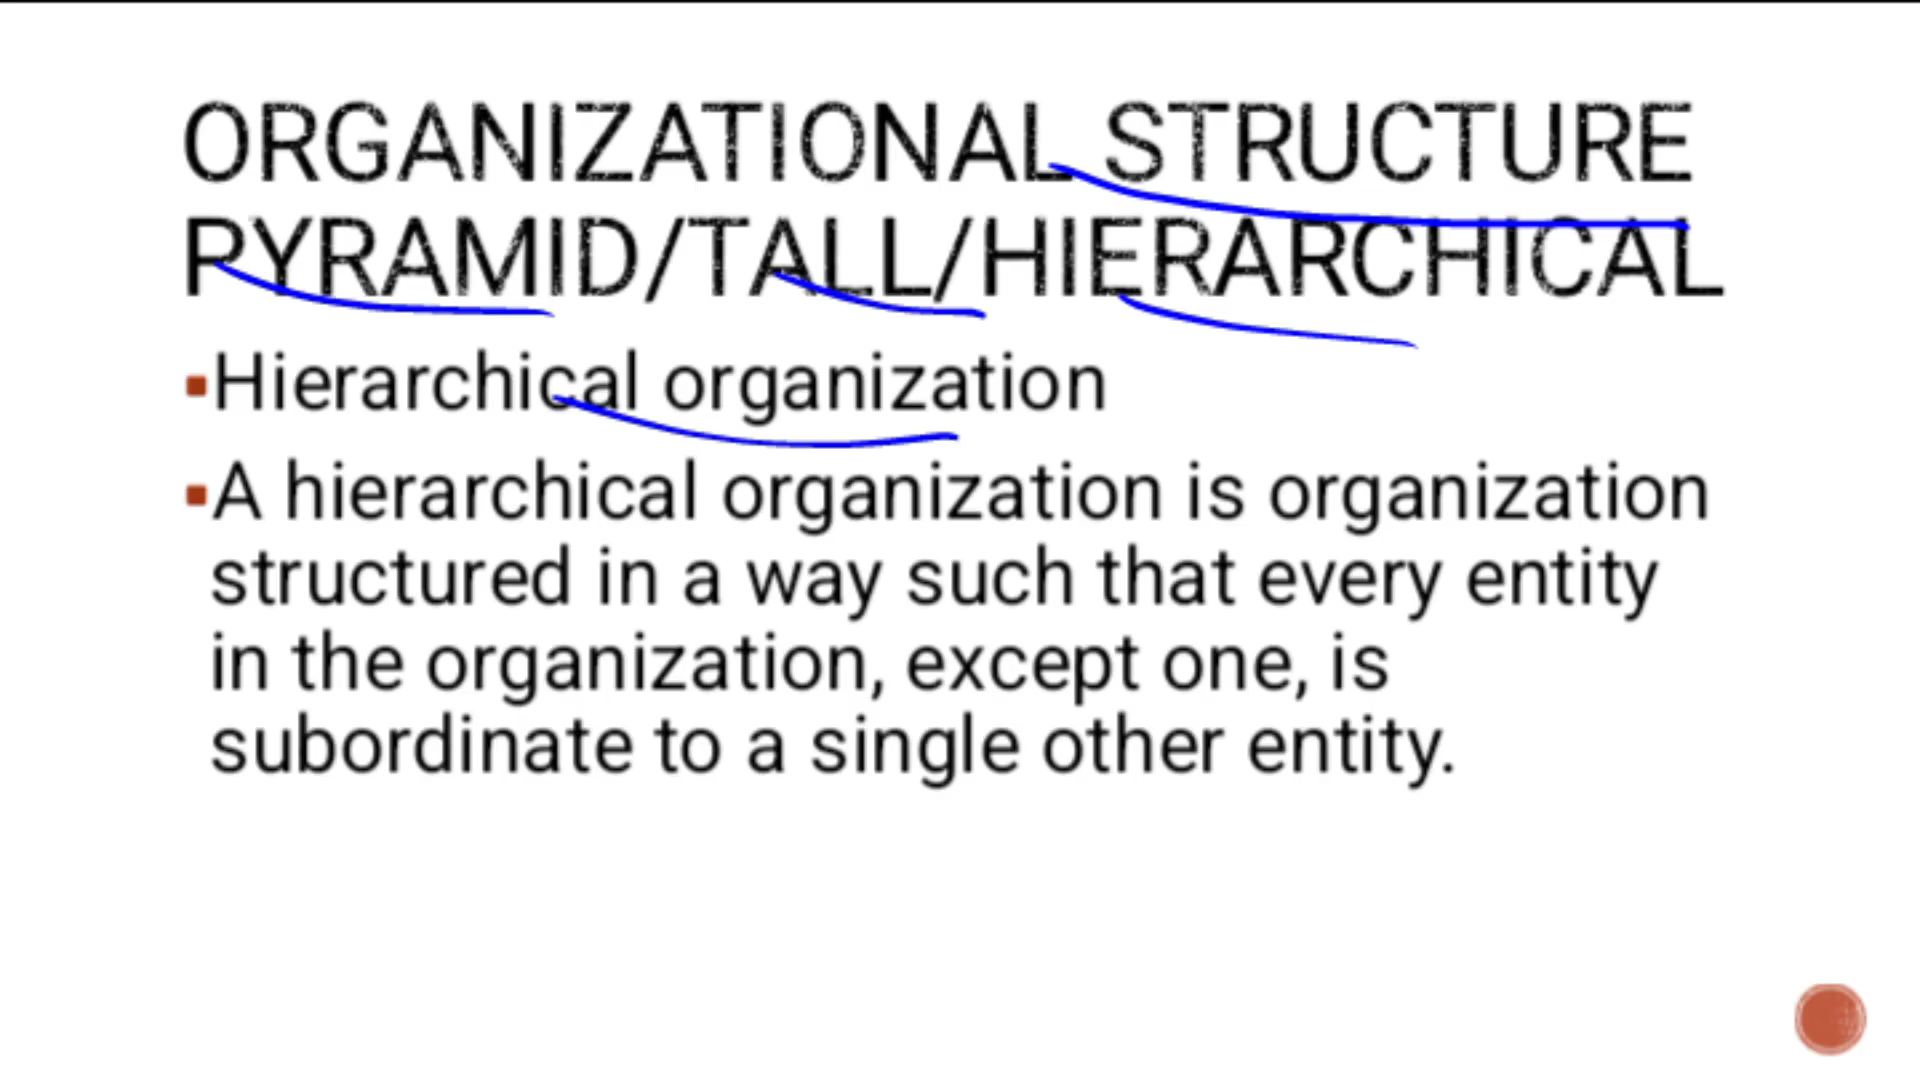 ORGANIZATIONAL STRUCTURE
PYRAMID/TALL/HIERARCHICAL
▪Hierarchical organization
▪A hierarchical organization is organization
structured in a way such that every entity
in the organization, except one, is
subordinate to a single other entity.